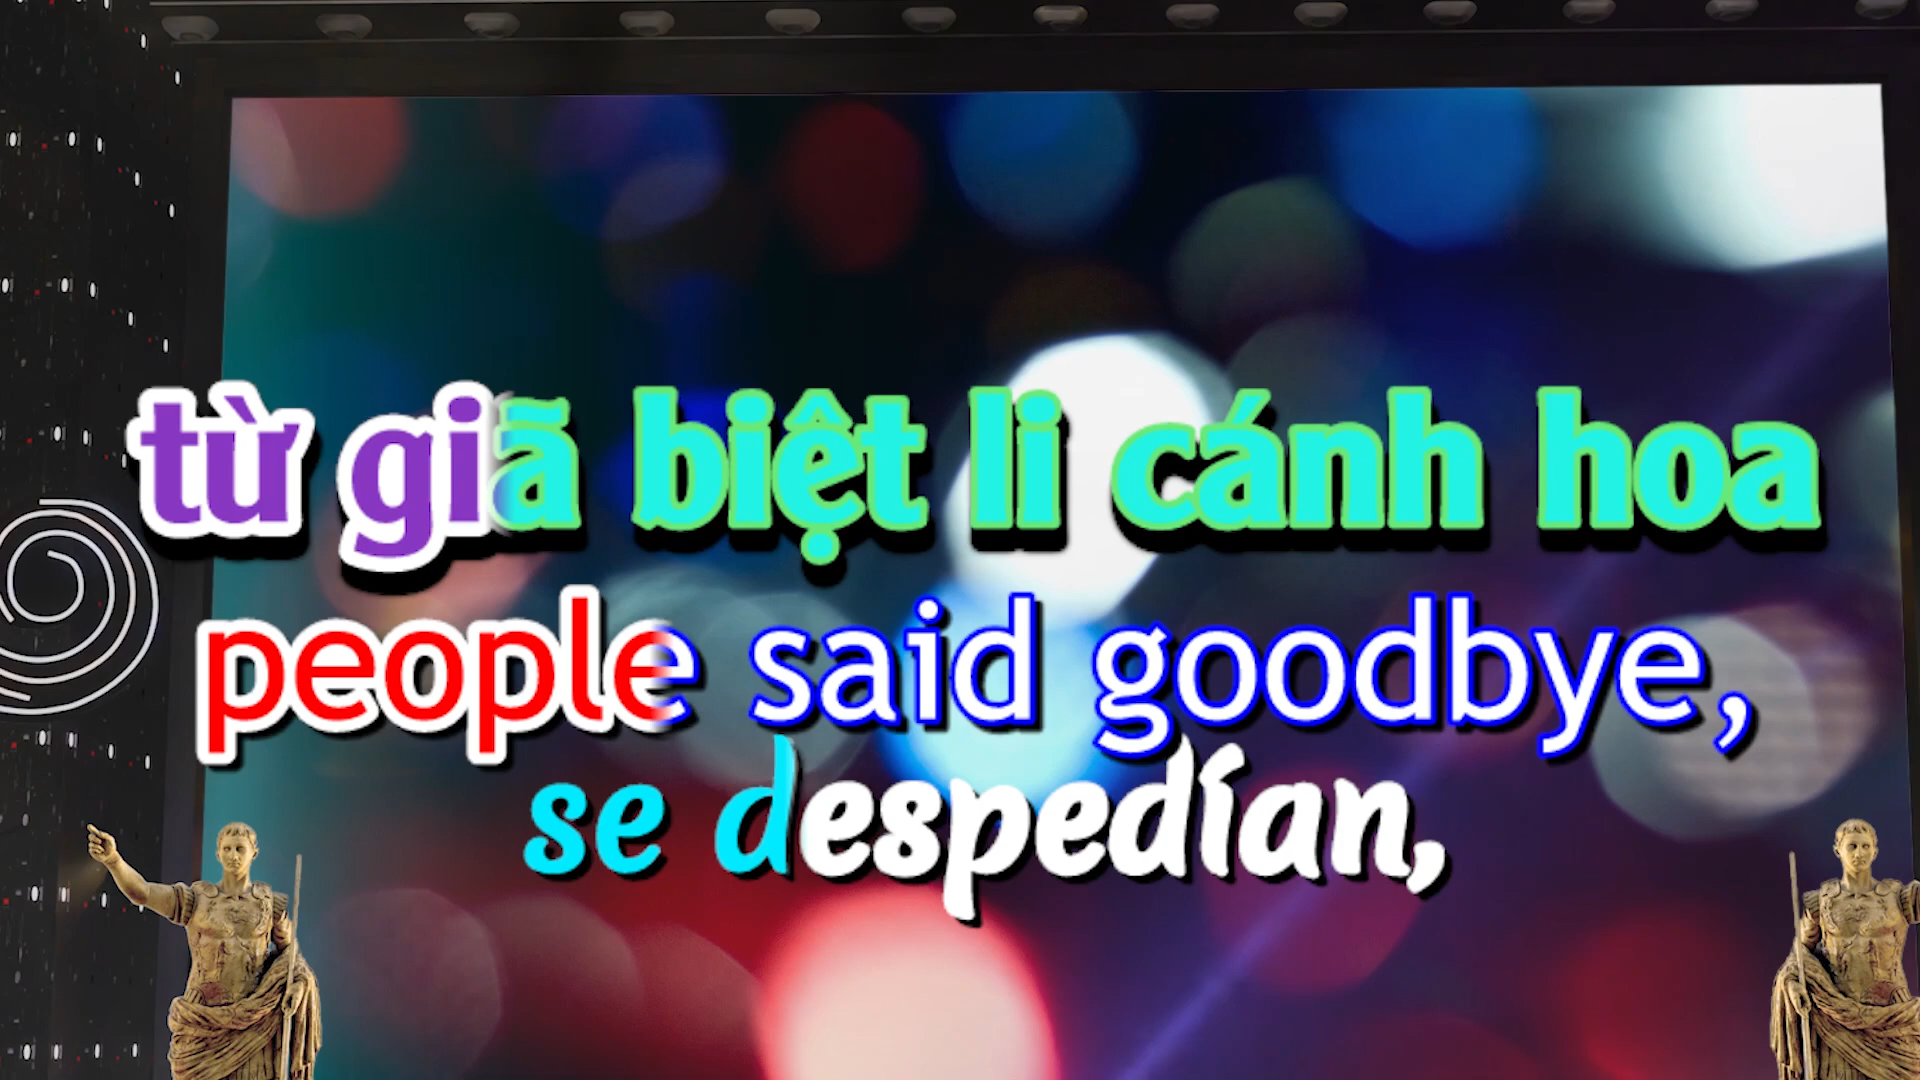 từ giã biệt li cánh hoa
people said goodbye,
se despedían,